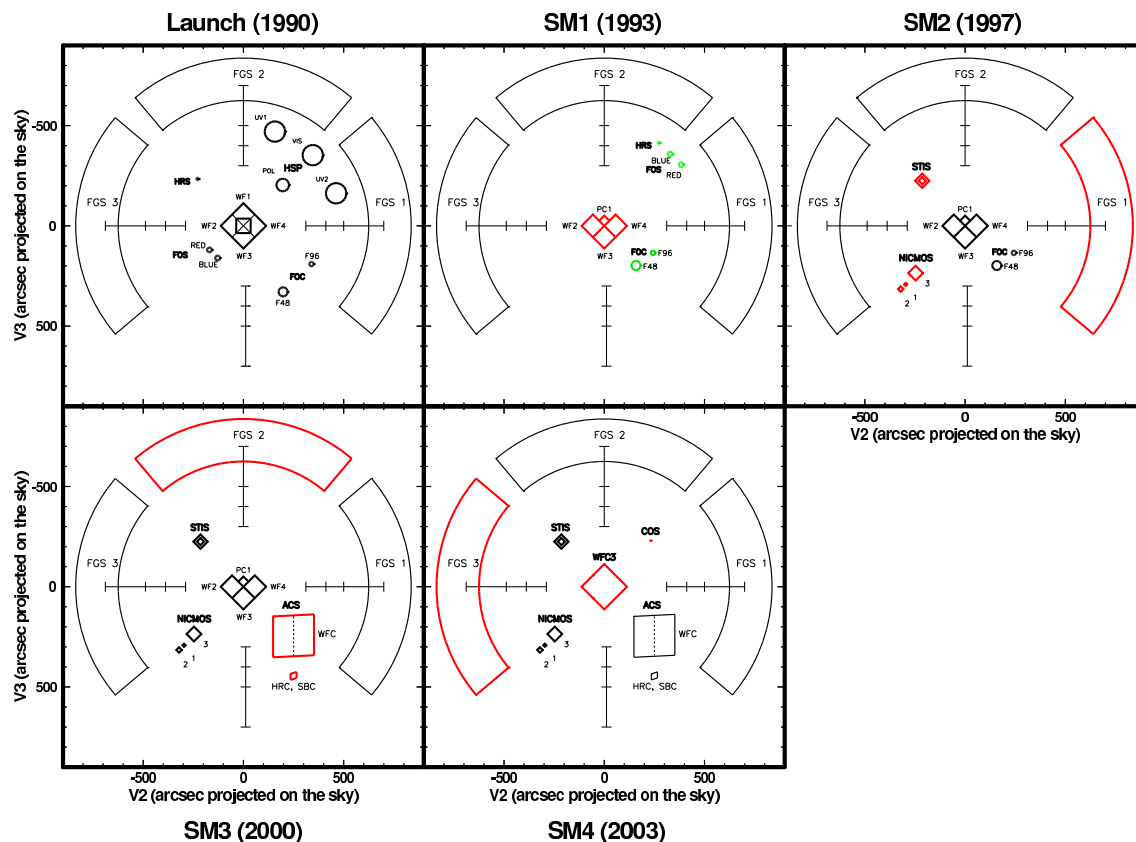 Launch (1990)
SM1 (1993)
SM2 (1997)
V3 (arcsec projected on the sky)
-500
0
500
FGS 2
FGS 3
FGS 1
UV1
VIS
HSP
POL
UV2
HRS
WF1
WF2
WF4
WF3
RED
FOS
BLUE
F96
FOC
F48
FGS 2
HRS
BLUE
FOS
RED
PC1
WF2
WF4
WF3
FOC
F96
F48
FGS 2
FGS 1
STIS
PC1
WF2
WF4
WF3
FOC
F96
F48
NICMOS
3
1
2
-500
0
500
V2 (arcsec projected on the sky)
V3 (arcsec projected on the sky)
-500
0
500
FGS 2
FGS 3
FGS 1
STIS
PC1
WF2
WF4
WF3
NICMOS
3
1
2
ACS
WFC
HRC, SBC
-500
0
500
V2 (arcsec projected on the sky)
SM3 (2000)
FGS 2
FGS 3
FGS 1
STIS
COS
WFC3
NICMOS
3
1
2
ACS
WFC
HRC, SBC
-500
0
500
V2 (arcsec projected on the sky)
SM4 (2003)